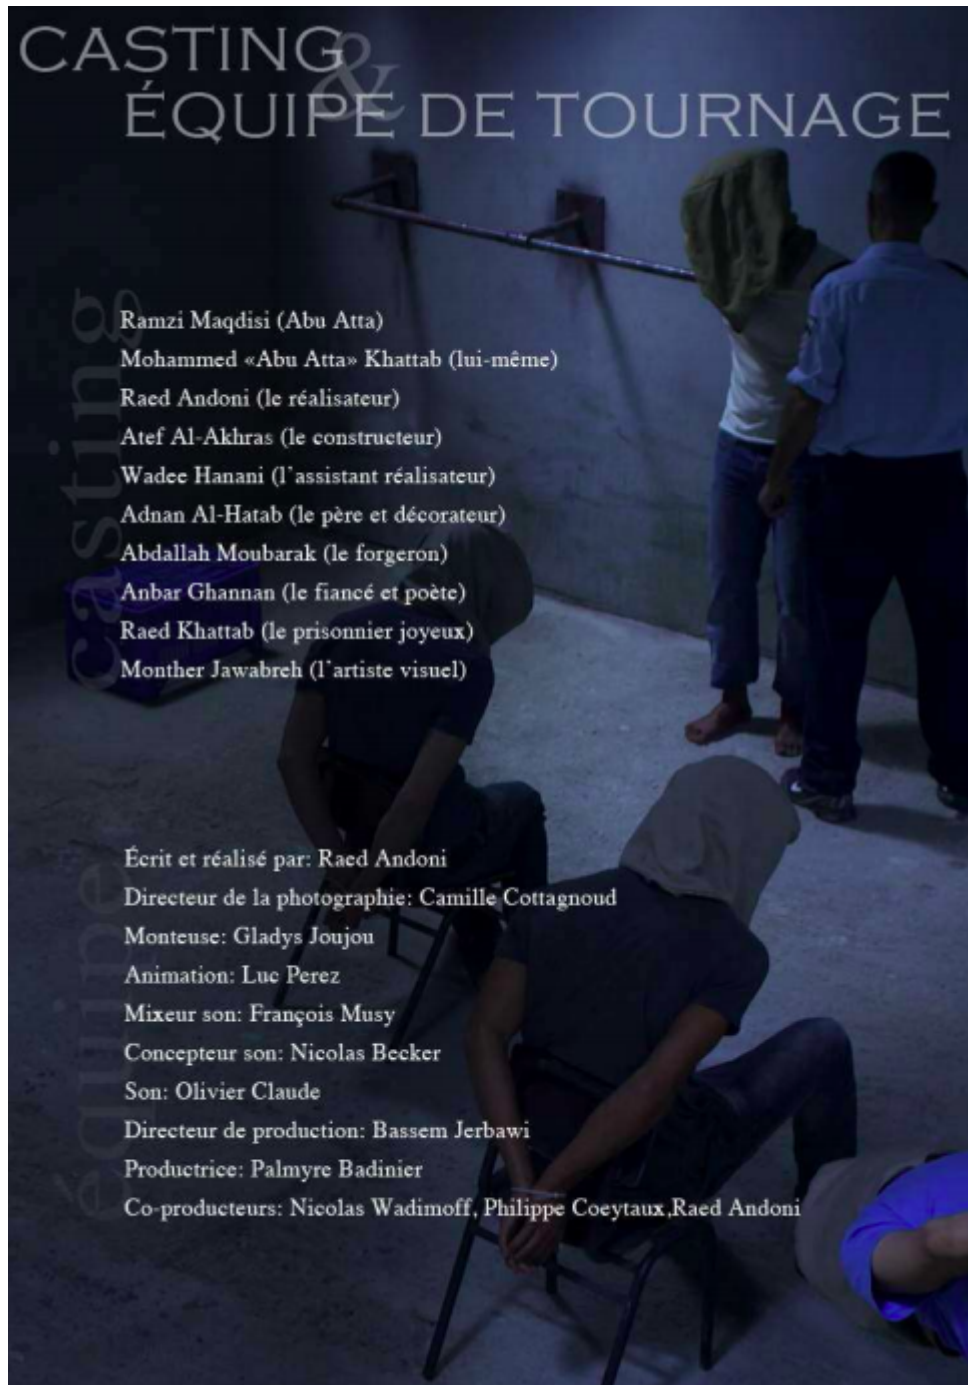 CASTING
&
ÉQUIPE DE TOURNAGE
casting
Ramzi Maqdisi (Abu Atta)
Mohammed «Abu Atta» Khattab (lui-même)
Raed Andoni (le réalisateur)
Atef Al-Akhras (le constructeur)
Wadee Hanani (l'assistant réalisateur)
Adnan Al-Hatab (le père et décorateur)
Abdallah Moubarak (le forgeron)
Anbar Ghannan (le fiancé et poète)
Raed Khattab (le prisonnier joyeux)
Monther Jawabreh (l'artiste visuel)
équipe
Écrit et réalisé par: Raed Andoni
Directeur de la photographie: Camille Cottagnoud
Monteuse: Gladys Joujou
Animation: Luc Perez
Mixeur son: François Musy
Concepteur son: Nicolas Becker
Son: Olivier Claude
Directeur de production: Bassem Jerbawi
Productrice: Palmyre Badinier
Co-producteurs: Nicolas Wadimoff, Philippe Coeytaux,Raed Andoni